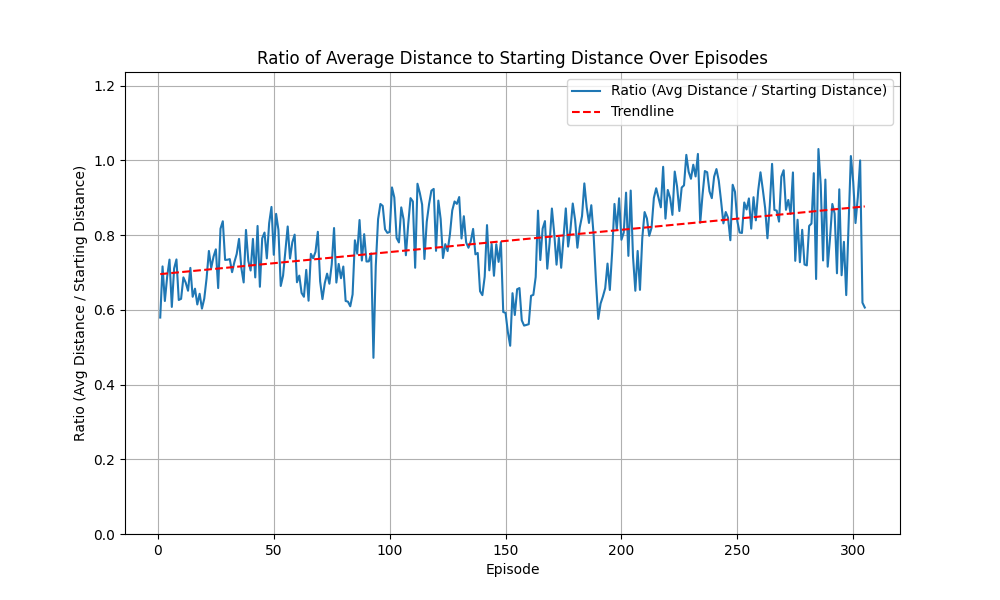 Ratio of Average Distance to Starting Distance Over Episodes
Ratio (Avg Distance / Starting Distance)
Trendline
Ratio (Avg Distance / Starting Distance)
1.2
1.0
0.8
0.6
0.4
0.2
0.0
0 50 100 150 200 250 300
Episode